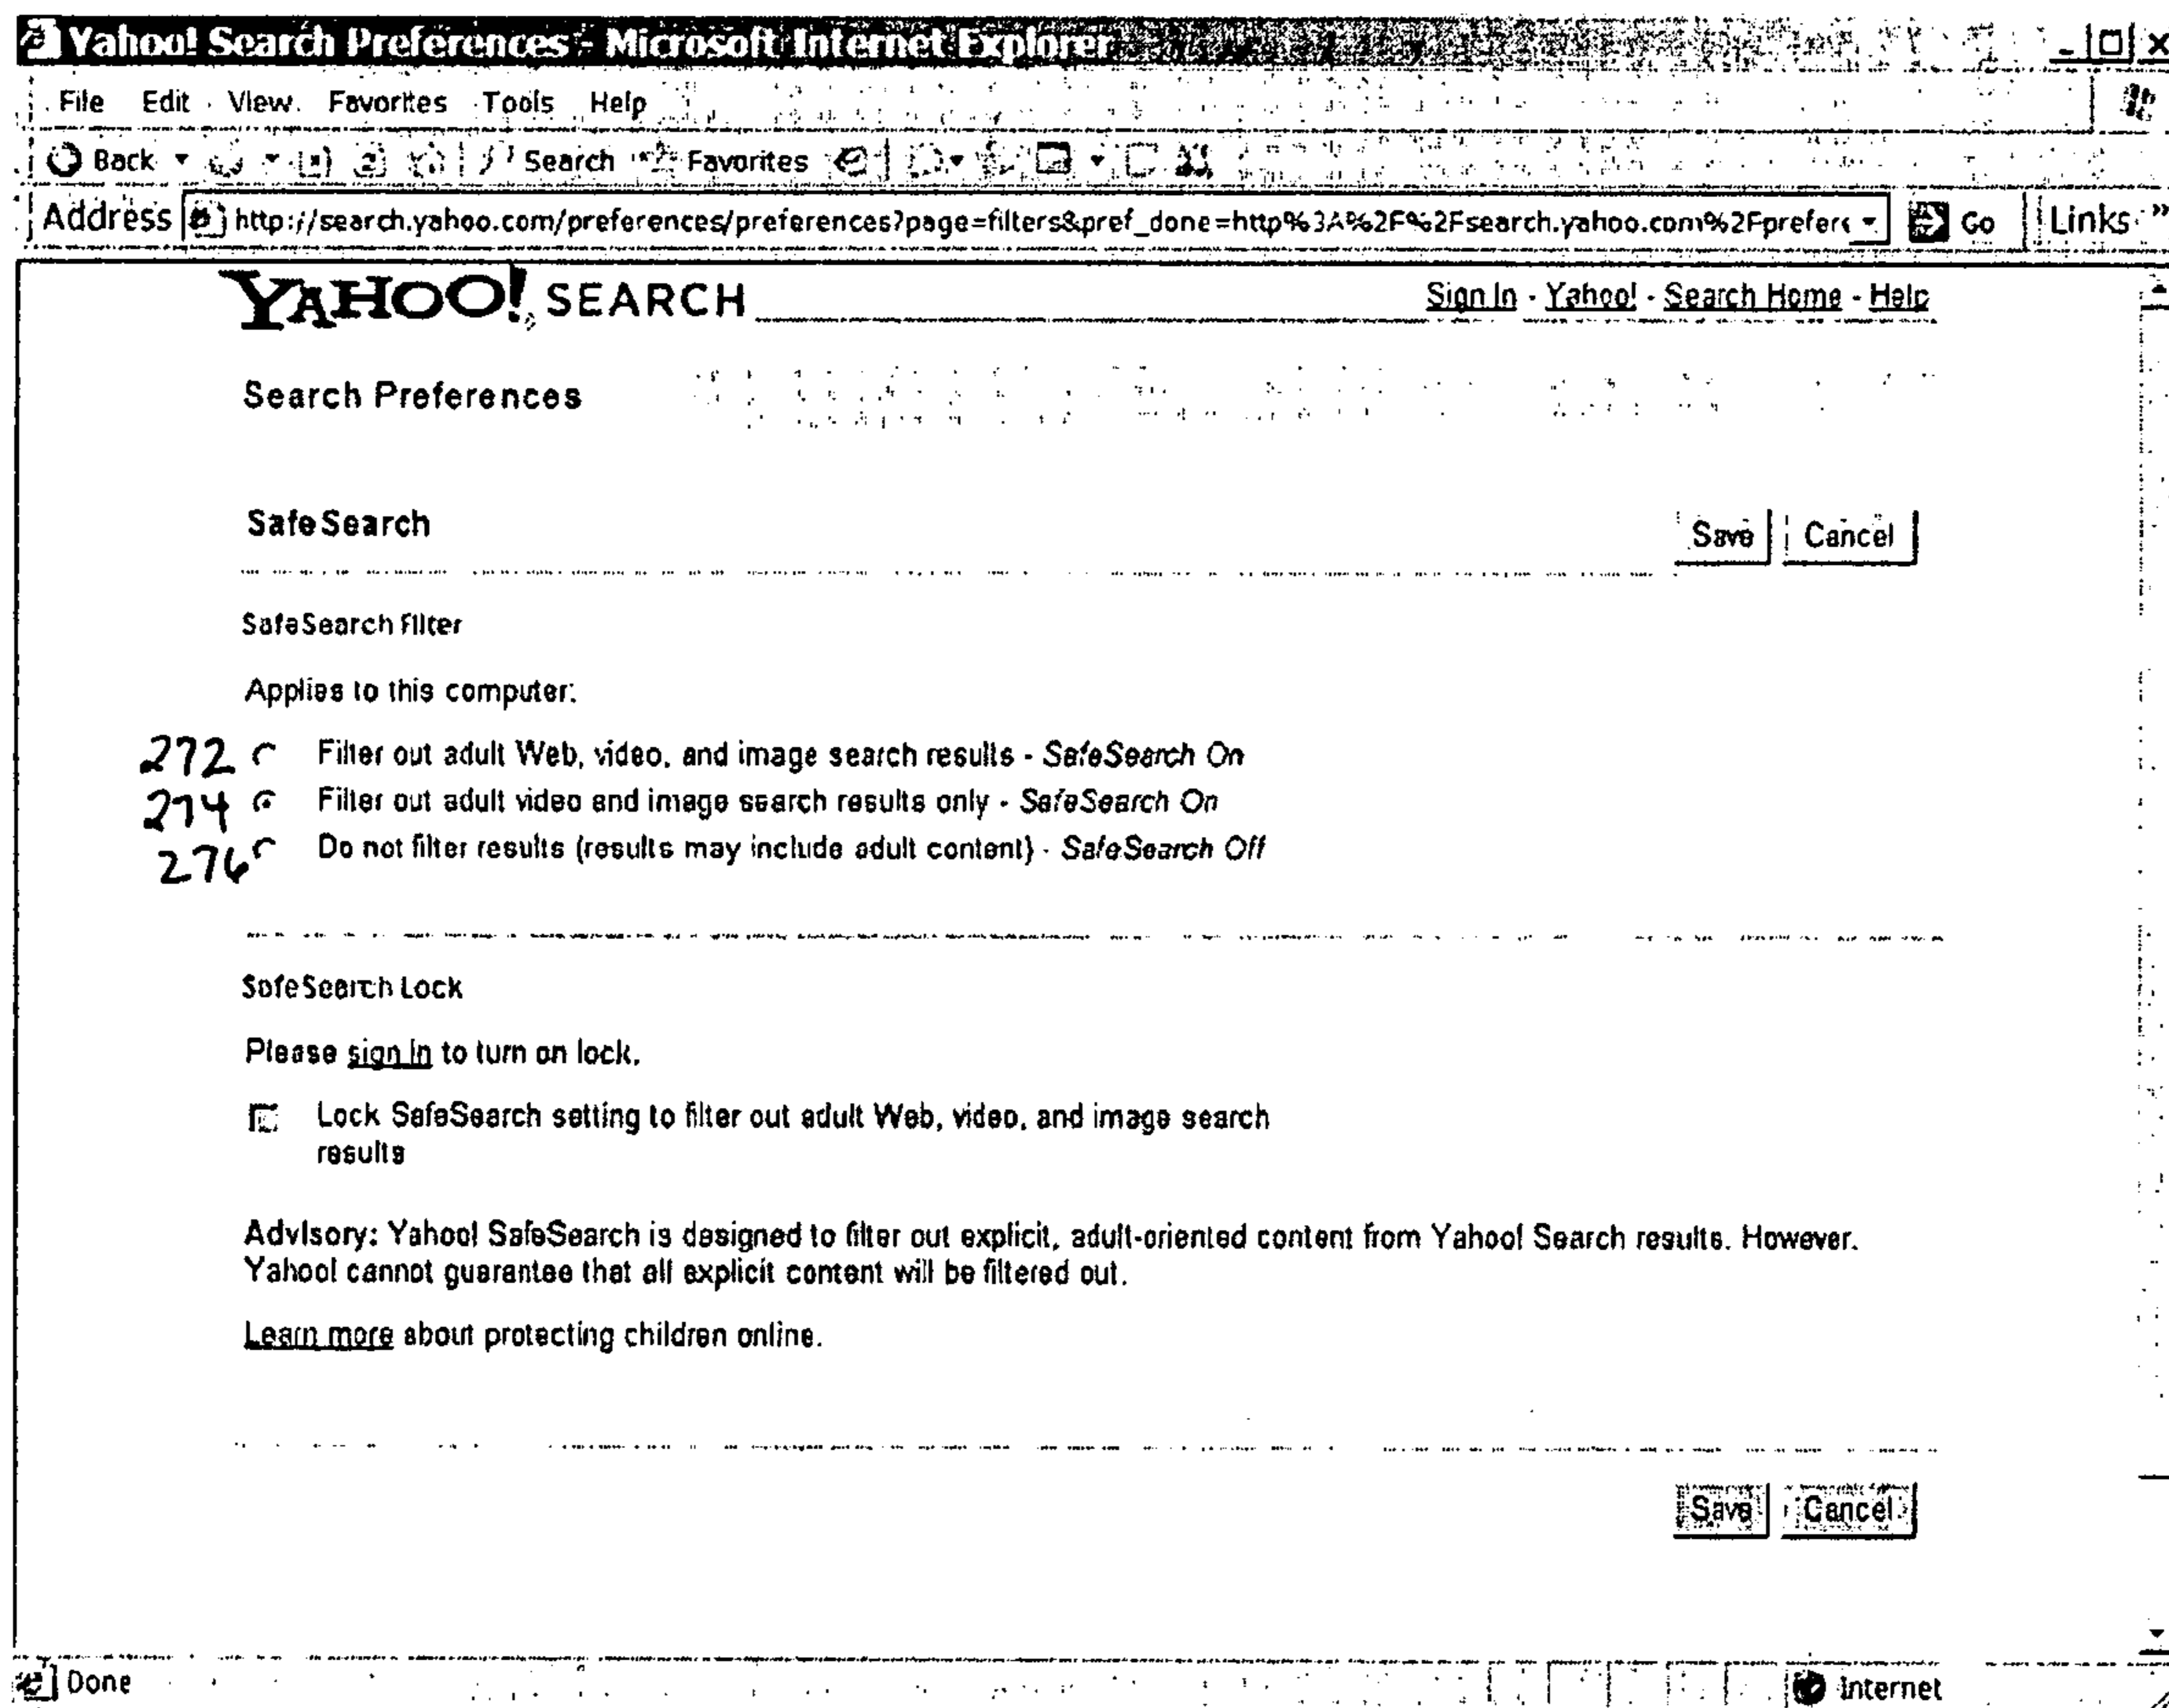 Yahoo! Search Preferences - Microsoft Internet Explorer
File Edit View Favorites Tools Help
Back Search Favorites
Address http://search.yahoo.com/preferences/preferences?page=filters&pref_done=http%3A%2F%2Fsearch.yahoo.com%2Fprefere Go Links »
YAHOO! SEARCH Sign In - Yahoo! - Search Home - Help
Search Preferences
SafeSearch Save Cancel
SafeSearch Filter
Applies to this computer:
272 Filter out adult Web, video, and image search results - SafeSearch On
274 Filter out adult video and image search results only - SafeSearch On
276 Do not filter results (results may include adult content) - SafeSearch Off
SafeSearch Lock
Please sign in to turn on lock.
Lock SafeSearch setting to filter out adult Web, video, and image search
results
Advisory: Yahoo! SafeSearch is designed to filter out explicit, adult-oriented content from Yahoo! Search results. However.
Yahoo! cannot guarantee that all explicit content will be filtered out.
Learn more about protecting children online.
Save Cancel
Done Internet